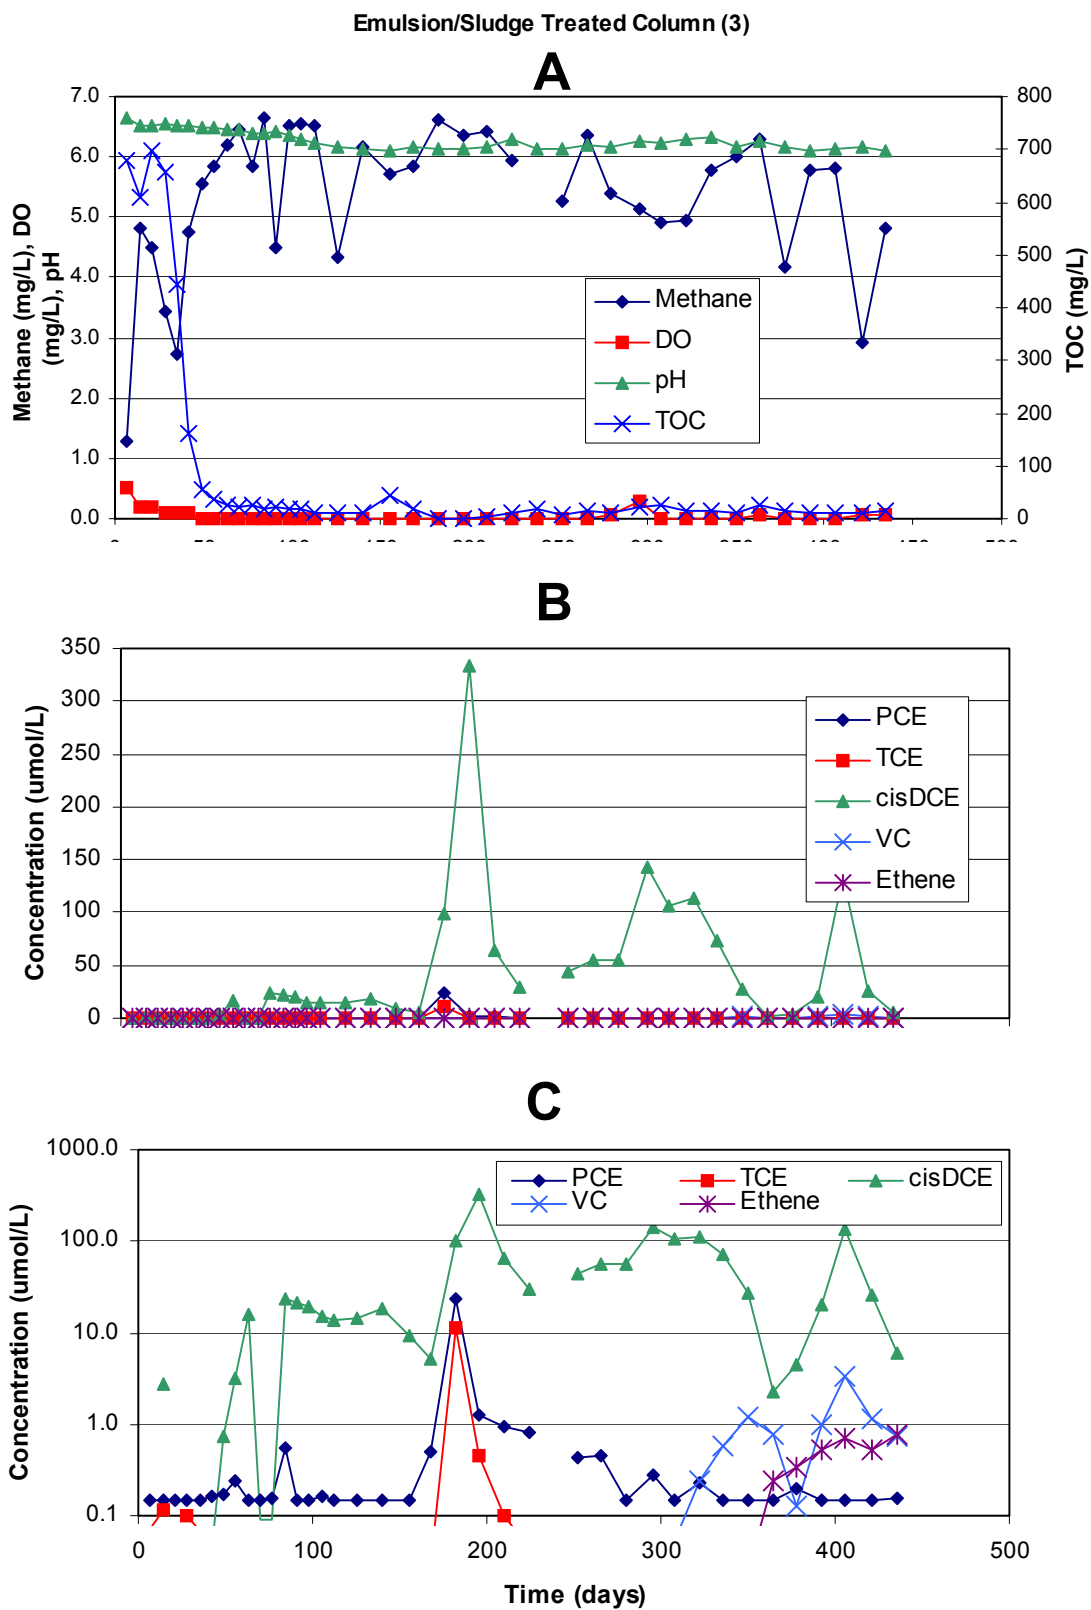 Emulsion/Sludge Treated Column (3)
A
7.0
6.0
5.0
4.0
3.0
2.0
1.0
0.0
Methane (mg/L), DO
(mg/L), pH
800
700
600
500
400
300
200
100
0
TOC (mg/L)
Methane
DO
pH
TOC
B
350
300
250
200
150
100
50
0
Concentration (umol/L)
PCE
TCE
cisDCE
VC
Ethene
C
1000.0
100.0
10.0
1.0
0.1
Concentration (umol/L)
PCE TCE cisDCE
VC Ethene
0 100 200 300 400 500
Time (days)